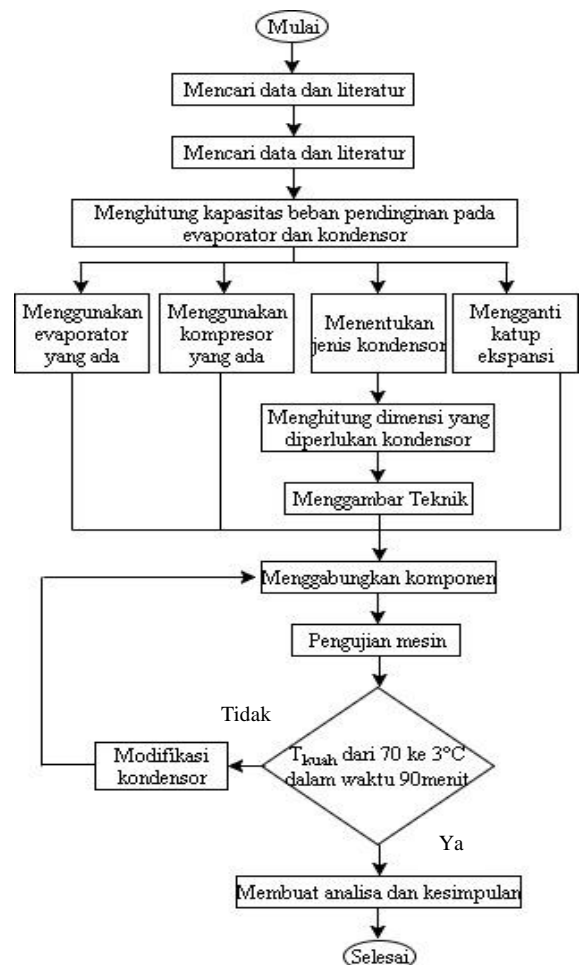 Mulai
Mencari data dan literatur
Mencari data dan literatur
Menghitung kapasitas beban pendinginan pada
evaporator dan kondensor
Menggunakan
evaporator
yang ada
Menggunakan
kompresor
yang ada
Menentukan
jenis kondensor
Mengganti
katup
ekspansi
Menghitung dimensi yang
diperlukan kondensor
Menggambar Teknik
Menggabungkan komponen
Pengujian mesin
Tidak
Modifikasi
kondensor
Tkuah dari 70 ke 3°C
dalam waktu 90menit
Ya
Membuat analisa dan kesimpulan
Selesai